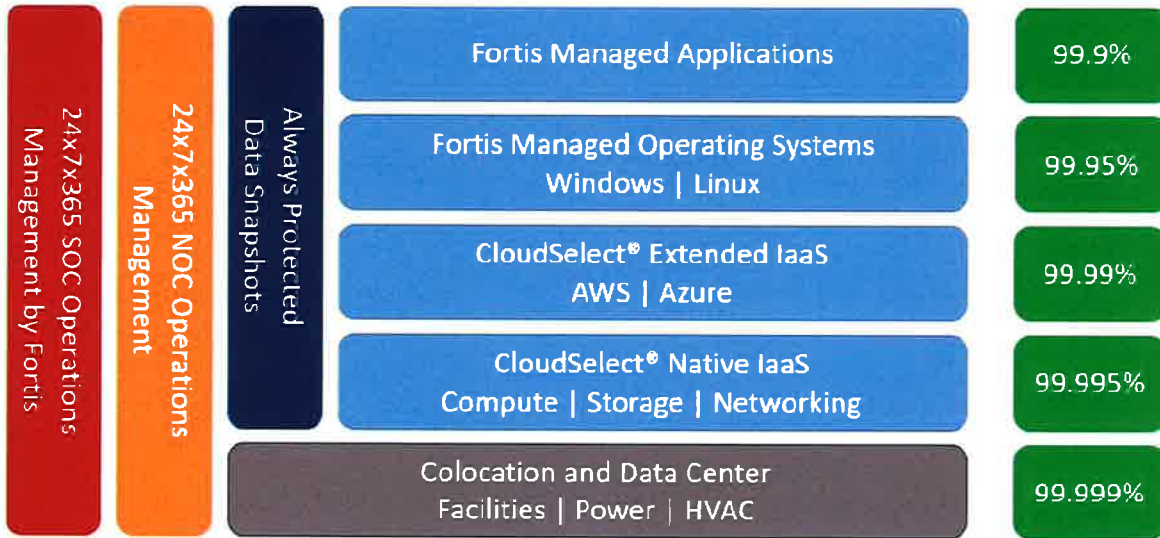 24x7x365 SOC Operations
Management by Fortis
24x7x365 NOC Operations
Management
Always Protected
Data Snapshots
Fortis Managed Applications
99.9%
Fortis Managed Operating Systems
Windows | Linux
99.95%
CloudSelect® Extended IaaS
AWS | Azure
99.99%
CloudSelect® Native IaaS
Compute | Storage | Networking
99.995%
Colocation and Data Center
Facilities | Power | HVAC
99.999%